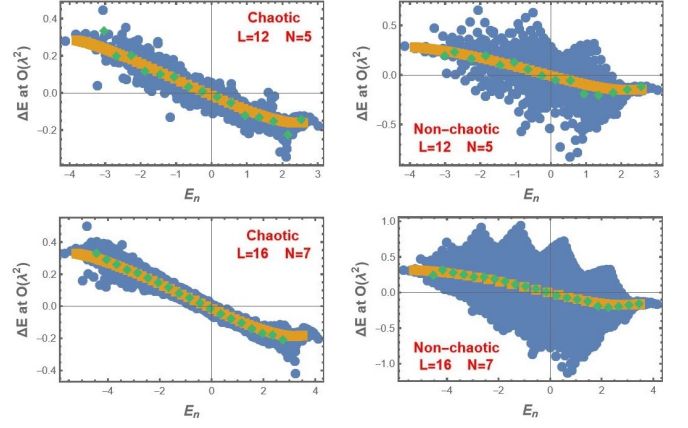 0.4
0.2
0.0
-0.2
ΔE at O(λ²)
Chaotic
L=12 N=5
-4 -3 -2 -1 0 1 2 3
Eₙ
0.5
0.0
-0.5
ΔE at O(λ²)
Non-chaotic
L=12 N=5
-4 -3 -2 -1 0 1 2 3
Eₙ
0.4
0.2
0.0
-0.2
-0.4
ΔE at O(λ²)
Chaotic
L=16 N=7
-4 -2 0 2 4
Eₙ
1.0
0.5
0.0
-0.5
-1.0
ΔE at O(λ²)
Non-chaotic
L=16 N=7
-4 -2 0 2 4
Eₙ